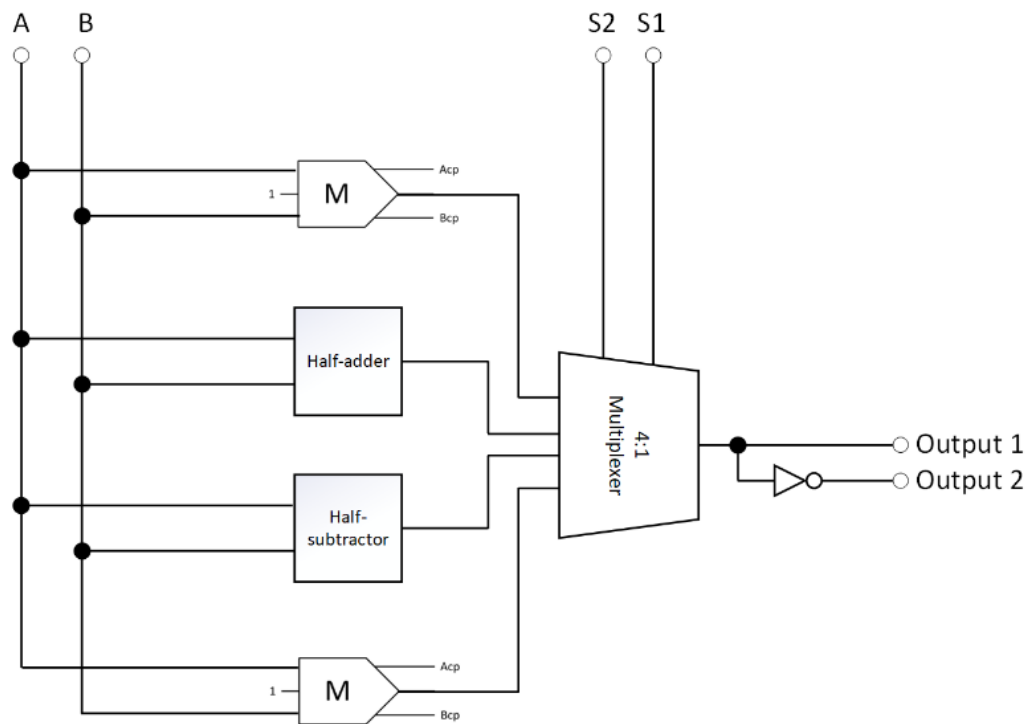 A B S2 S1
Acp
M
1
Bcp
Half-adder
4:1
Multiplexer
Output 1
Output 2
Half-
subtractor
Acp
M
1
Bcp